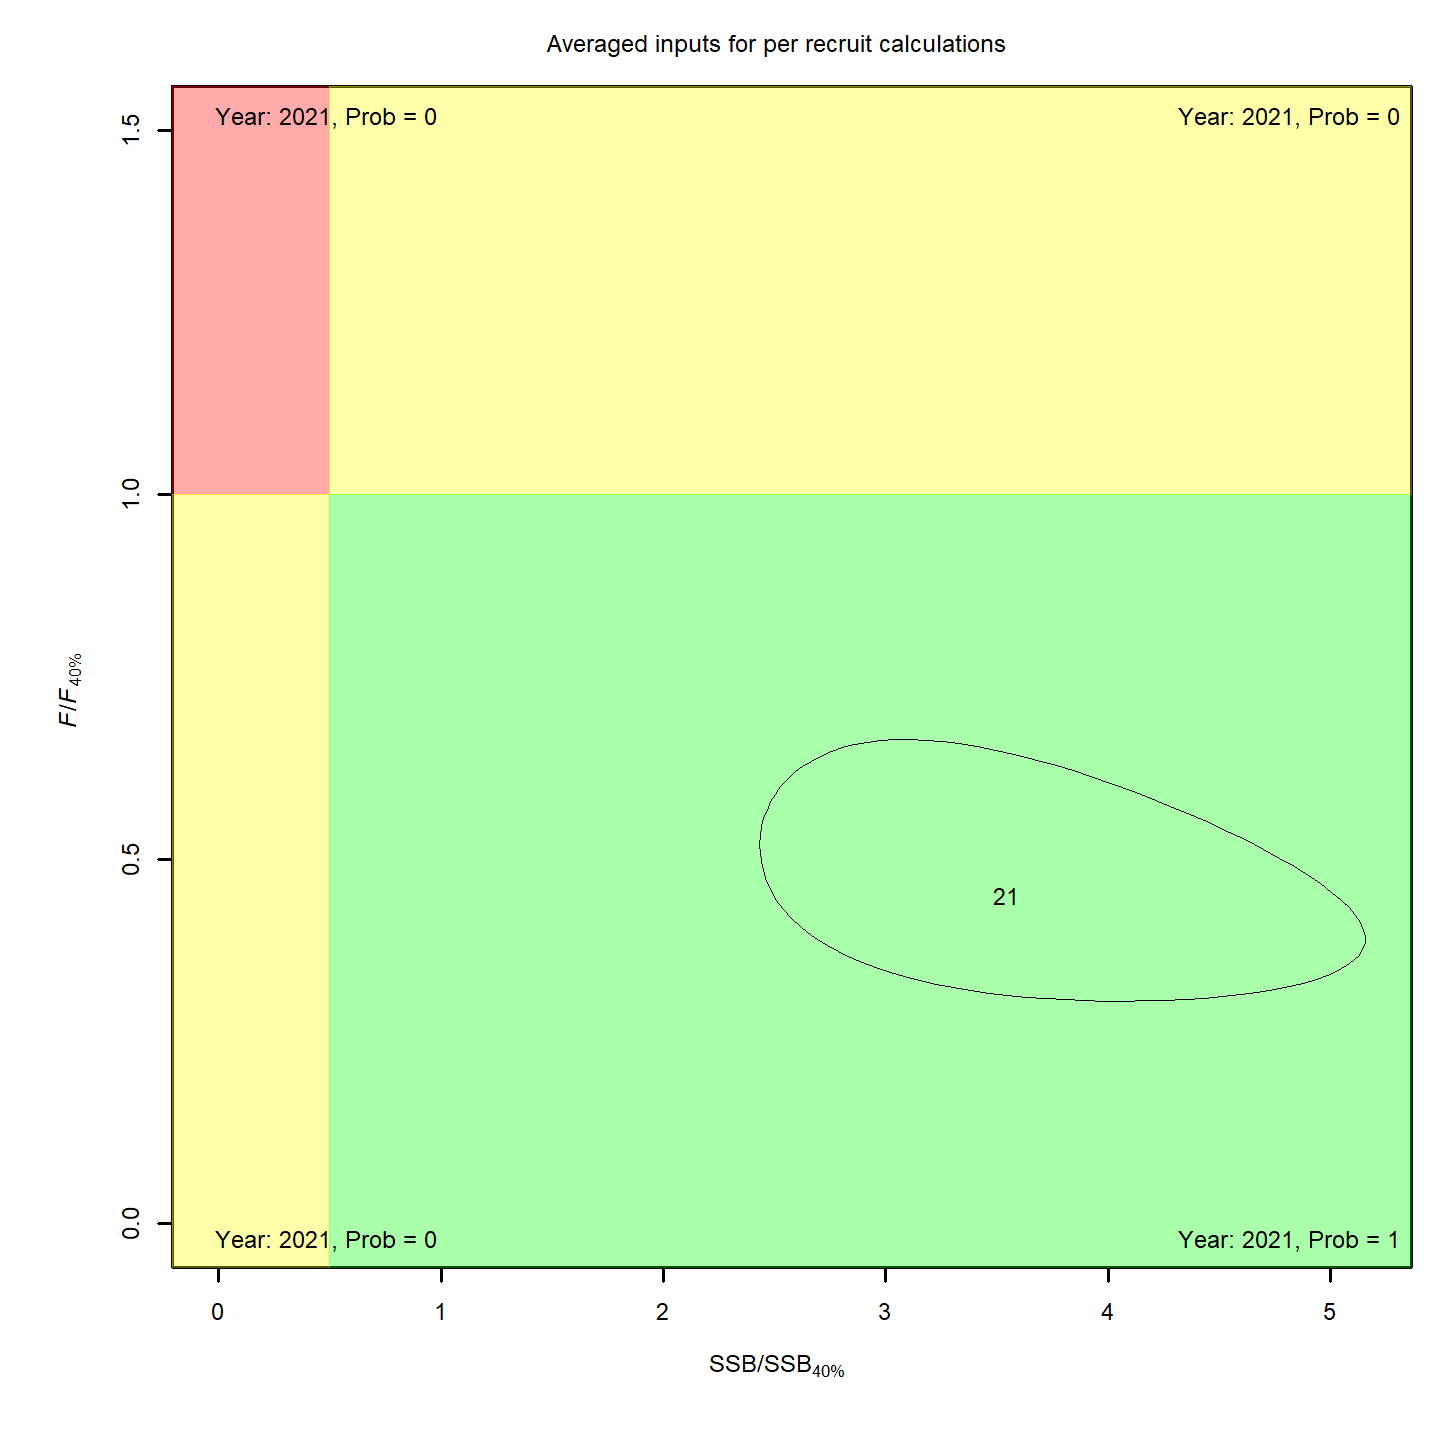 Averaged inputs for per recruit calculations
Year: 2021, Prob = 0
Year: 2021, Prob = 0
1.5
1.0
0.5
0.0
F/F40%
21
Year: 2021, Prob = 0
Year: 2021, Prob = 1
0 1 2 3 4 5
SSB/SSB40%